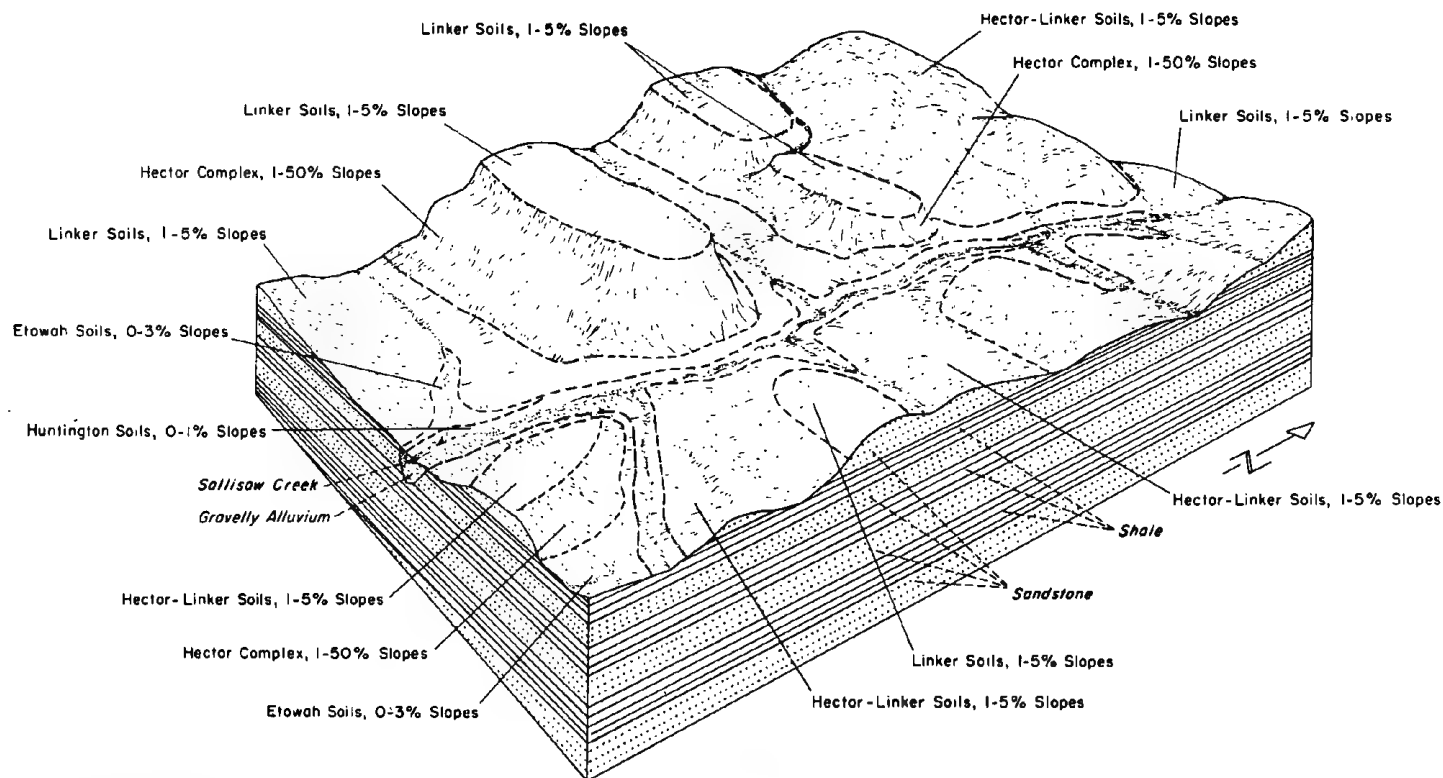 Linker Soils, 1-5% Slopes
Hector-Linker Soils, 1-5% Slopes
Hector Complex, 1-50% Slopes
Linker Soils, 1-5% Slopes
Linker Soils, 1-5% Slopes
Hector Complex, 1-50% Slopes
Linker Soils, 1-5% Slopes
Etowah Soils, 0-3% Slopes
Huntington Soils, 0-1% Slopes
Sallisaw Creek
Gravelly Alluvium
N
Hector-Linker Soils, 1-5% Slopes
Shale
Sandstone
Hector-Linker Soils, 1-5% Slopes
Hector Complex, 1-50% Slopes
Linker Soils, 1-5% Slopes
Hector-Linker Soils, 1-5% Slopes
Etowah Soils, 0-3% Slopes